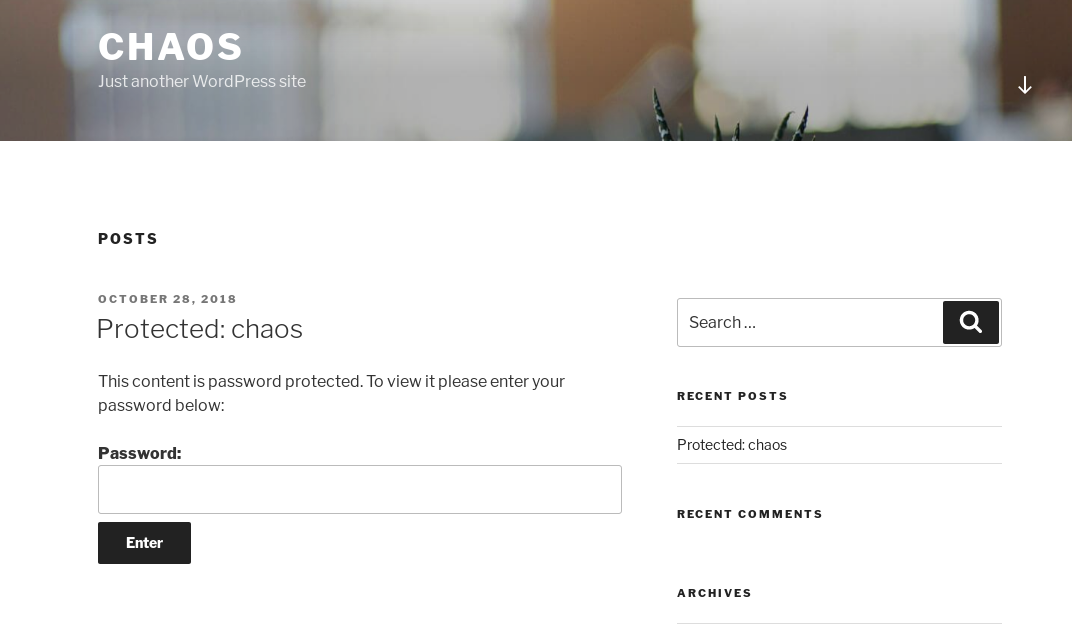 CHAOS
Just another WordPress site
POSTS
OCTOBER 28, 2018
Protected: chaos
This content is password protected. To view it please enter your
password below:
Password:
Enter
Search …
RECENT POSTS
Protected: chaos
RECENT COMMENTS
ARCHIVES